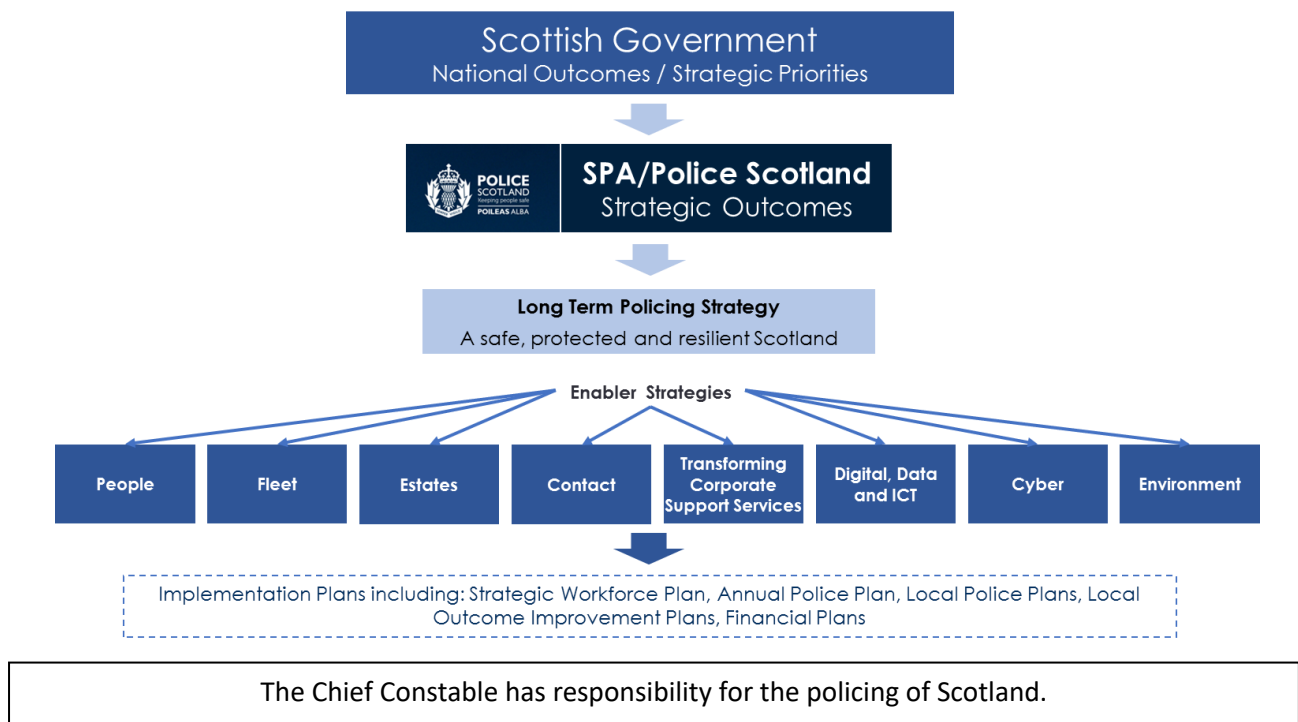 Scottish Government
National Outcomes / Strategic Priorities
POLICE
SCOTLAND
Keeping people safe
POILEAS ALBA
SPA/Police Scotland
Strategic Outcomes
Long Term Policing Strategy
A safe, protected and resilient Scotland
Enabler Strategies
People
Fleet
Estates
Contact
Transforming
Corporate
Support Services
Digital, Data
and ICT
Cyber
Environment
Implementation Plans including: Strategic Workforce Plan, Annual Police Plan, Local Police Plans, Local
Outcome Improvement Plans, Financial Plans
The Chief Constable has responsibility for the policing of Scotland.